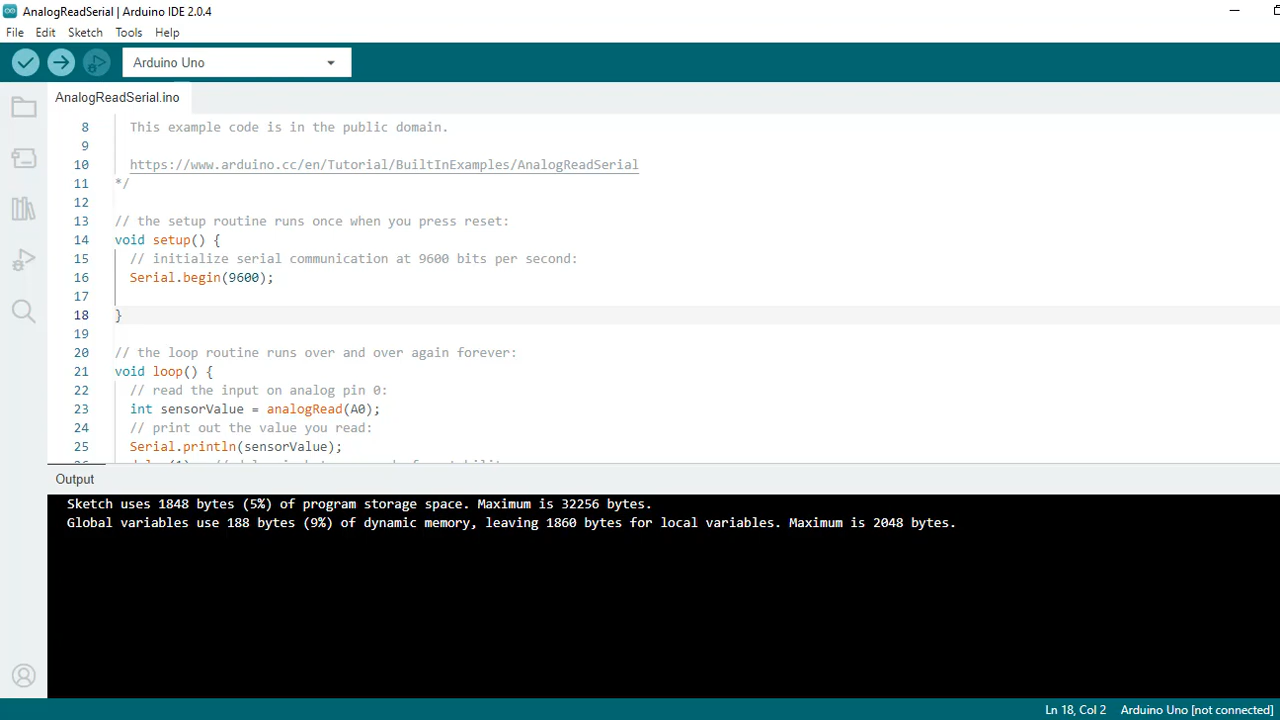 AnalogReadSerial | Arduino IDE 2.0.4
File Edit Sketch Tools Help
Arduino Uno
AnalogReadSerial.ino
8 This example code is in the public domain.
9
10 https://www.arduino.cc/en/Tutorial/BuiltInExamples/AnalogReadSerial
11 */
12
13 // the setup routine runs once when you press reset:
14 void setup() {
15 // initialize serial communication at 9600 bits per second:
16 Serial.begin(9600);
17
18 }
19
20 // the loop routine runs over and over again forever:
21 void loop() {
22 // read the input on analog pin 0:
23 int sensorValue = analogRead(A0);
24 // print out the value you read:
25 Serial.println(sensorValue);
Output
Sketch uses 1848 bytes (5%) of program storage space. Maximum is 32256 bytes.
Global variables use 188 bytes (9%) of dynamic memory, leaving 1860 bytes for local variables. Maximum is 2048 bytes.
Ln 18, Col 2 Arduino Uno [not connected]